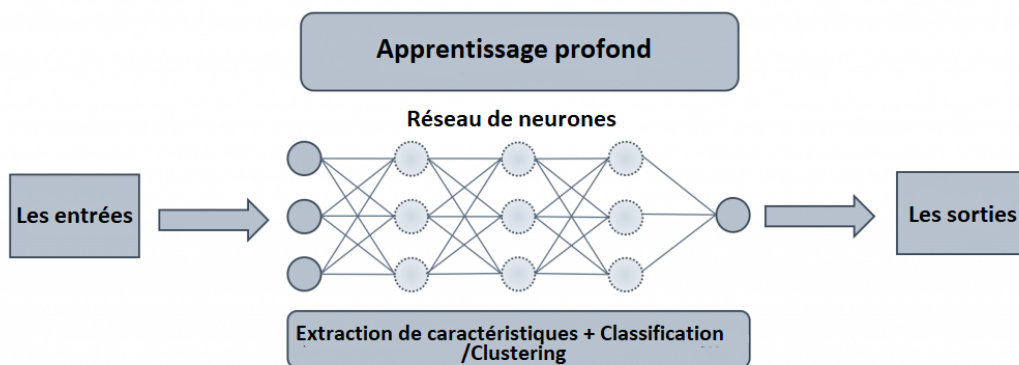 Apprentissage profond
Réseau de neurones
Les entrées
Les sorties
Extraction de caractéristiques + Classification
/Clustering